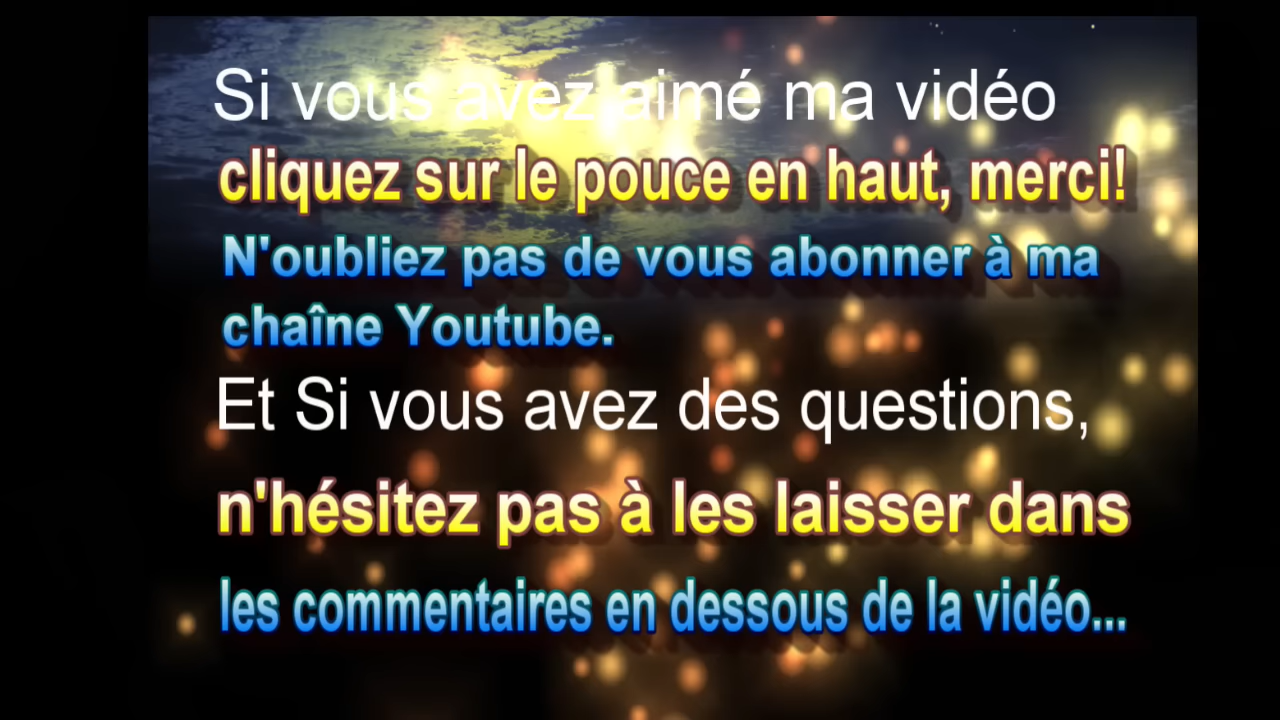 Si vous avez aimé ma vidéo
cliquez sur le pouce en haut, merci!
N'oubliez pas de vous abonner à ma
chaîne Youtube.
Et Si vous avez des questions,
n'hésitez pas à les laisser dans
les commentaires en dessous de la vidéo...